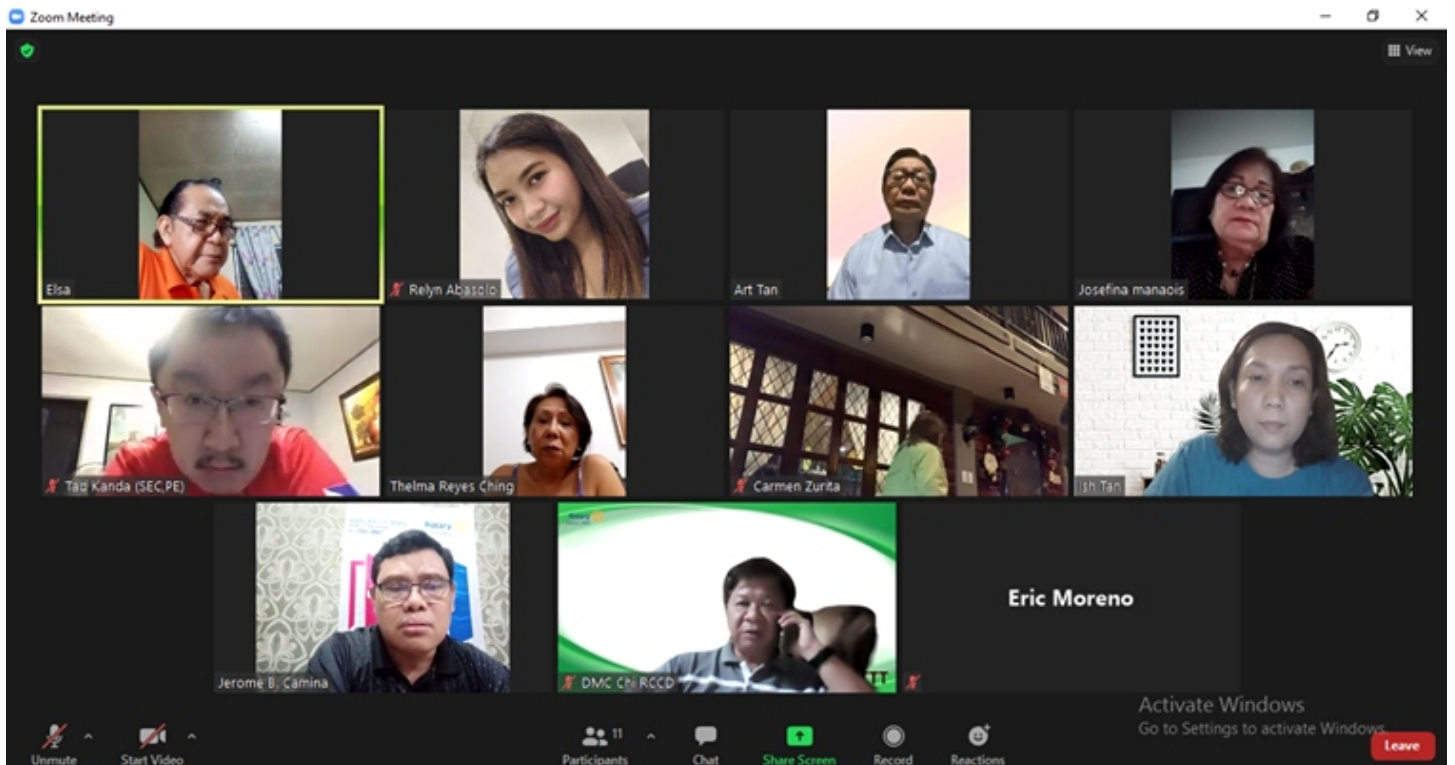 Zoom Meeting
View
Elsa
Relyn Abasolo
Art Tan
Josefina manaois
Tad Kanda (SEC,PE)
Thelma Reyes Ching
Carmen Zurita
Ish Tan
Rotary
Jerome B. Camina
Rotary
DMC Chi RCCD
Eric Moreno
Activate Windows
Go to Settings to activate Windows.
Unmute
Start Video
Participants
11
Chat
Share Screen
Record
Reactions
Leave